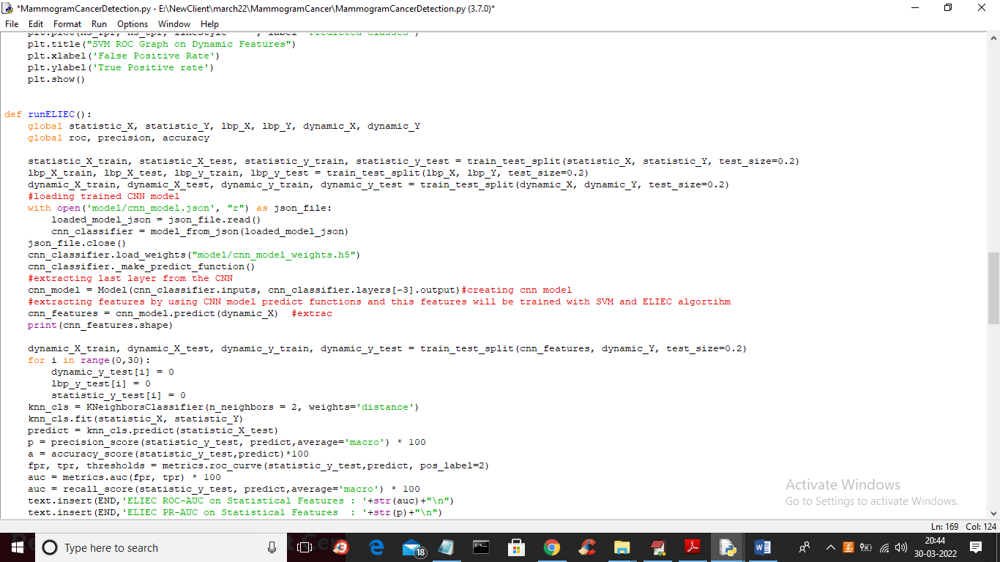 *MammogramCancerDetection.py - E:\NewClient\march22\MammogramCancer\MammogramCancerDetection.py (3.7.0)*
File Edit Format Run Options Window Help
plt.title("SVM ROC Graph on Dynamic Features")
plt.xlabel('False Positive Rate')
plt.ylabel('True Positive rate')
plt.show()
def runELIEC():
global statistic_X, statistic_Y, lbp_X, lbp_Y, dynamic_X, dynamic_Y
global roc, precision, accuracy
statistic_X_train, statistic_X_test, statistic_y_train, statistic_y_test = train_test_split(statistic_X, statistic_Y, test_size=0.2)
lbp_X_train, lbp_X_test, lbp_y_train, lbp_y_test = train_test_split(lbp_X, lbp_Y, test_size=0.2)
dynamic_X_train, dynamic_X_test, dynamic_y_train, dynamic_y_test = train_test_split(dynamic_X, dynamic_Y, test_size=0.2)
#loading trained CNN model
with open('model/cnn_model.json', "r") as json_file:
loaded_model_json = json_file.read()
cnn_classifier = model_from_json(loaded_model_json)
json_file.close()
cnn_classifier.load_weights("model/cnn_model_weights.h5")
cnn_classifier._make_predict_function()
#extracting last layer from the CNN
cnn_model = Model(cnn_classifier.inputs, cnn_classifier.layers[-3].output)#creating cnn model
#extracting features by using CNN model predict functions and this features will be trained with SVM and ELIEC algortihm
cnn_features = cnn_model.predict(dynamic_X)  #extrac
print(cnn_features.shape)
dynamic_X_train, dynamic_X_test, dynamic_y_train, dynamic_y_test = train_test_split(cnn_features, dynamic_Y, test_size=0.2)
for i in range(0,30):
dynamic_y_test[i] = 0
lbp_y_test[i] = 0
statistic_y_test[i] = 0
knn_cls = KNeighborsClassifier(n_neighbors = 2, weights='distance')
knn_cls.fit(statistic_X, statistic_Y)
predict = knn_cls.predict(statistic_X_test)
p = precision_score(statistic_y_test, predict,average='macro') * 100
a = accuracy_score(statistic_y_test,predict)*100
fpr, tpr, thresholds = metrics.roc_curve(statistic_y_test,predict, pos_label=2)
auc = metrics.auc(fpr, tpr) * 100
auc = recall_score(statistic_y_test, predict,average='macro') * 100
text.insert(END,'ELIEC ROC-AUC on Statistical Features : '+str(auc)+"\n")
text.insert(END,'ELIEC PR-AUC on Statistical Features  : '+str(p)+"\n")
Activate Windows
Go to Settings to activate Windows.
Ln: 169 Col: 124
Type here to search
18
20:44
30-03-2022